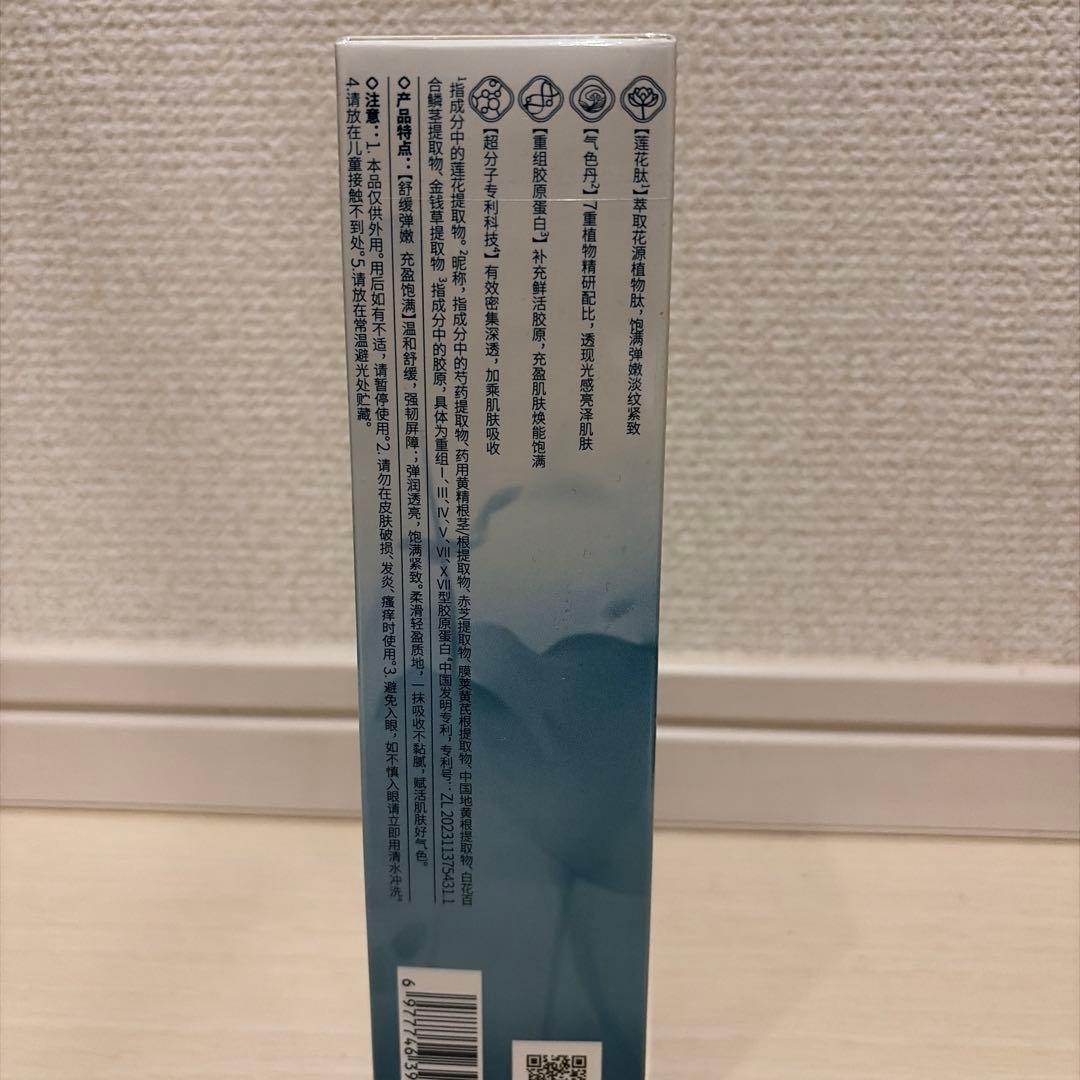 【莲花肽¹】萃取花源植物肽，饱满弹嫩淡纹紧致
【气色丹²】7重植物精研配比，透现光感亮泽肌肤
【重组胶原蛋白³】补充鲜活胶原，充盈肌肤焕能饱满
【超分子专利科技⁴】有效密集深透，加乘肌肤吸收
¹指成分中的莲花提取物。²昵称，指成分中的芍药提取物、药用黄精根茎/根提取物、赤芝提取物、膜荚黄芪根提取物、中国地黄根提取物、白花百
合鳞茎提取物、金钱草提取物 ³指成分中的胶原，具体为重组Ⅰ、Ⅲ、Ⅳ、Ⅴ、Ⅶ、ⅩⅦ型胶原蛋白 ⁴中国发明专利，专利号：ZL 202311375431.1
◇产品特点：【舒缓弹嫩 充盈饱满】温和舒缓，强韧屏障；弹润透亮，饱满紧致。柔滑轻盈质地，一抹吸收不黏腻，赋活肌肤好气色。
◇注意：1. 本品仅供外用。用后如有不适，请暂停使用。2. 请勿在皮肤破损、发炎、瘙痒时使用。3. 避免入眼，如不慎入眼请立即用清水冲洗。
4.请放在儿童接触不到处。5.请放在常温避光处贮藏。
6 977746 39